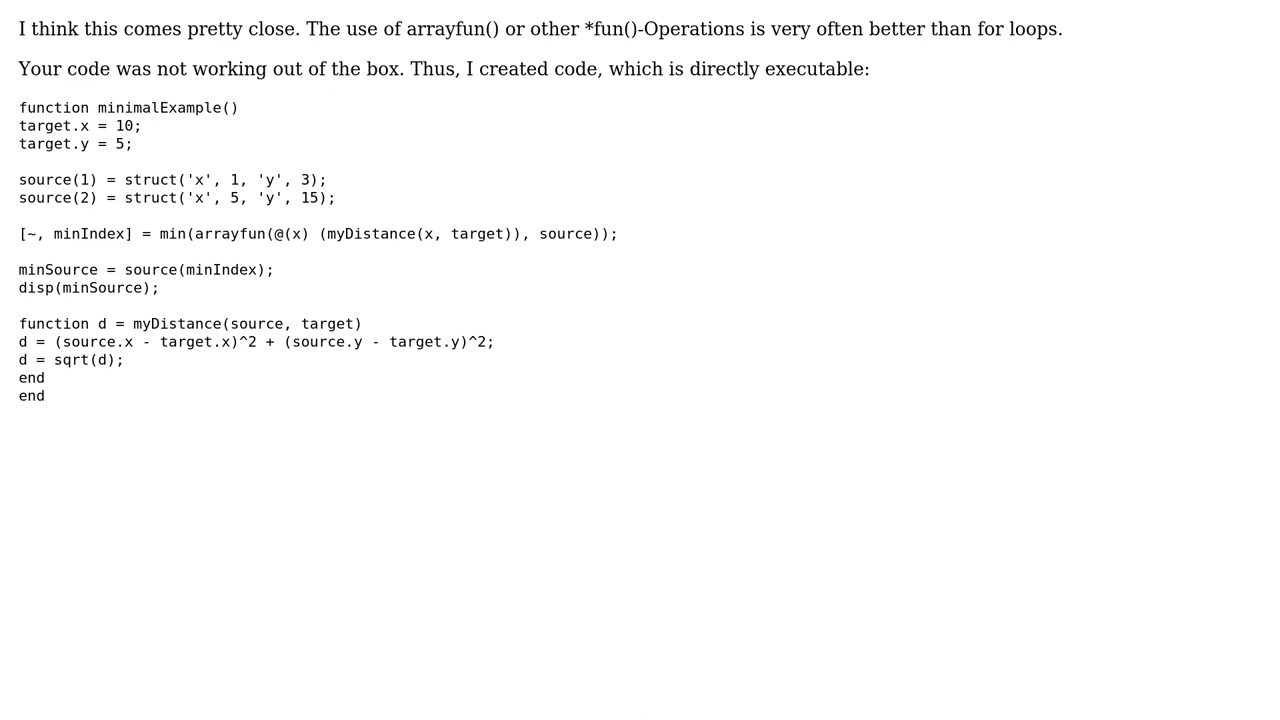 I think this comes pretty close. The use of arrayfun() or other *fun()-Operations is very often better than for loops.
Your code was not working out of the box. Thus, I created code, which is directly executable:
function minimalExample()
target.x = 10;
target.y = 5;
source(1) = struct('x', 1, 'y', 3);
source(2) = struct('x', 5, 'y', 15);
[~, minIndex] = min(arrayfun(@(x) (myDistance(x, target)), source));
minSource = source(minIndex);
disp(minSource);
function d = myDistance(source, target)
d = (source.x - target.x)^2 + (source.y - target.y)^2;
d = sqrt(d);
end
end